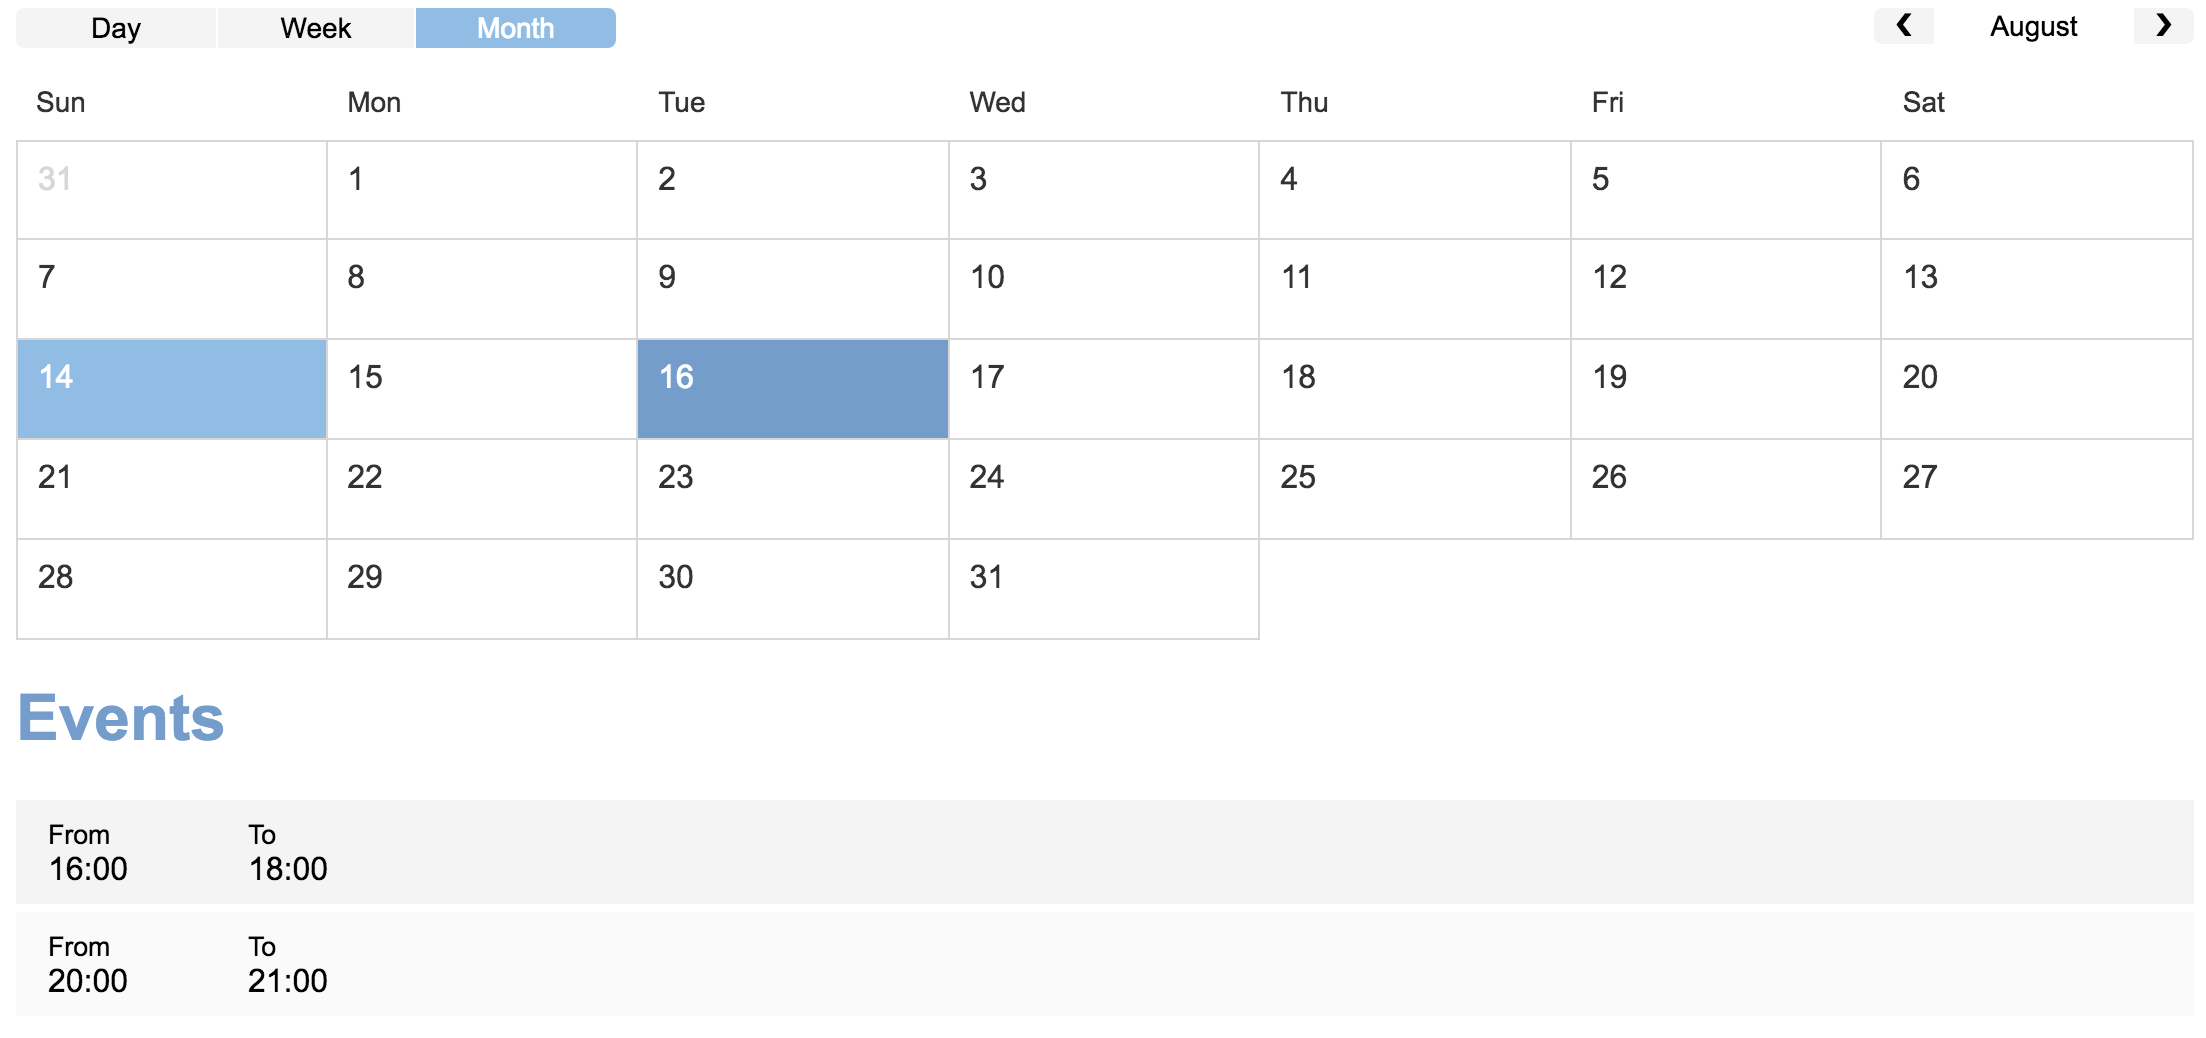 Day Week Month ❮ August ❯
Sun Mon Tue Wed Thu Fri Sat
31 1 2 3 4 5 6
7 8 9 10 11 12 13
14 15 16 17 18 19 20
21 22 23 24 25 26 27
28 29 30 31
Events
From To
16:00 18:00
From To
20:00 21:00